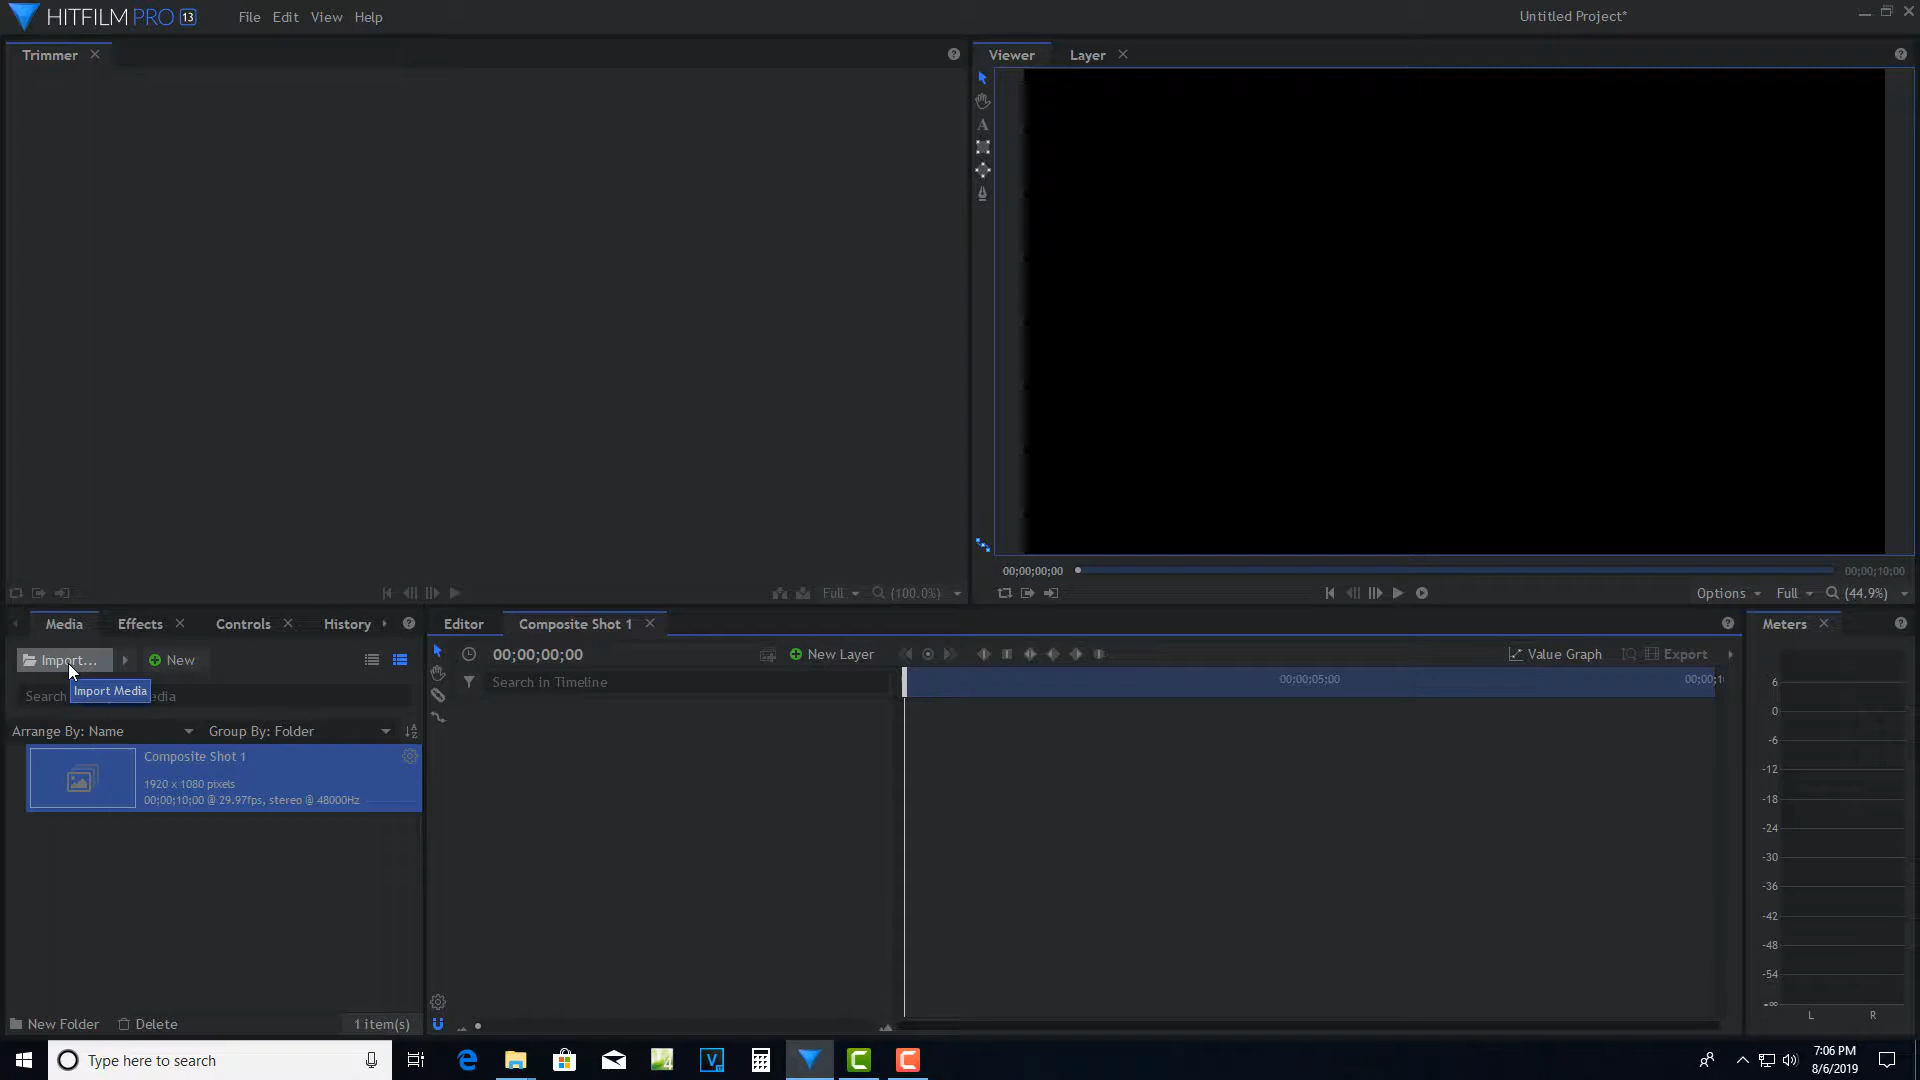 HITFILM PRO 13 File Edit View Help Untitled Project*
Trimmer
Viewer Layer
A
00;00;00;00 00;00;10;00
Full (100.0%)
Options Full (44.9%)
Media Effects Controls History
Editor Composite Shot 1
Meters
Import... New
00;00;00;00 New Layer Value Graph Export
Search
Import Media
Search in Timeline 00;00;05;00 00;00;1
Arrange By: Name Group By: Folder
Composite Shot 1
1920 x 1080 pixels
00;00;10;00 @ 29.97fps, stereo @ 48000Hz
6
0
-6
-12
-18
-24
-30
-36
-42
-48
-54
-∞
L R
New Folder Delete 1 item(s)
Type here to search
7:06 PM
8/6/2019